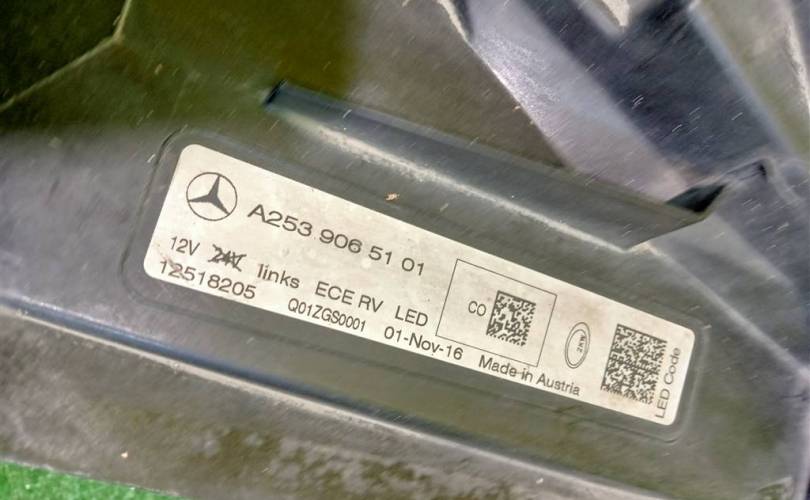 A253 906 51 01
12V 24V links ECE RV LED
12518205 Q01ZGS0001 01-Nov-16 Made in Austria
CO
ZKW
LED Code